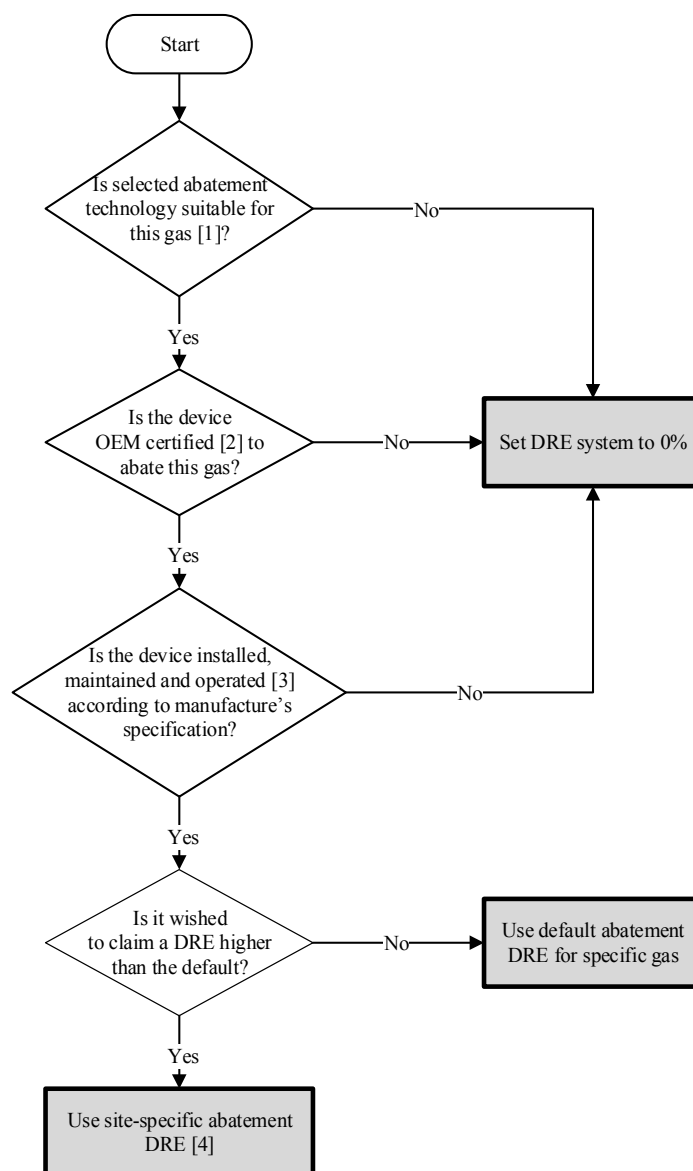 Start
Is selected abatement
technology suitable for
this gas [1]?
No
Yes
Is the device
OEM certified [2] to
abate this gas?
No
Set DRE system to 0%
Yes
Is the device installed,
maintained and operated [3]
according to manufacture’s
specification?
No
Yes
Is it wished
to claim a DRE higher
than the default?
No
Use default abatement
DRE for specific gas
Yes
Use site-specific abatement
DRE [4]